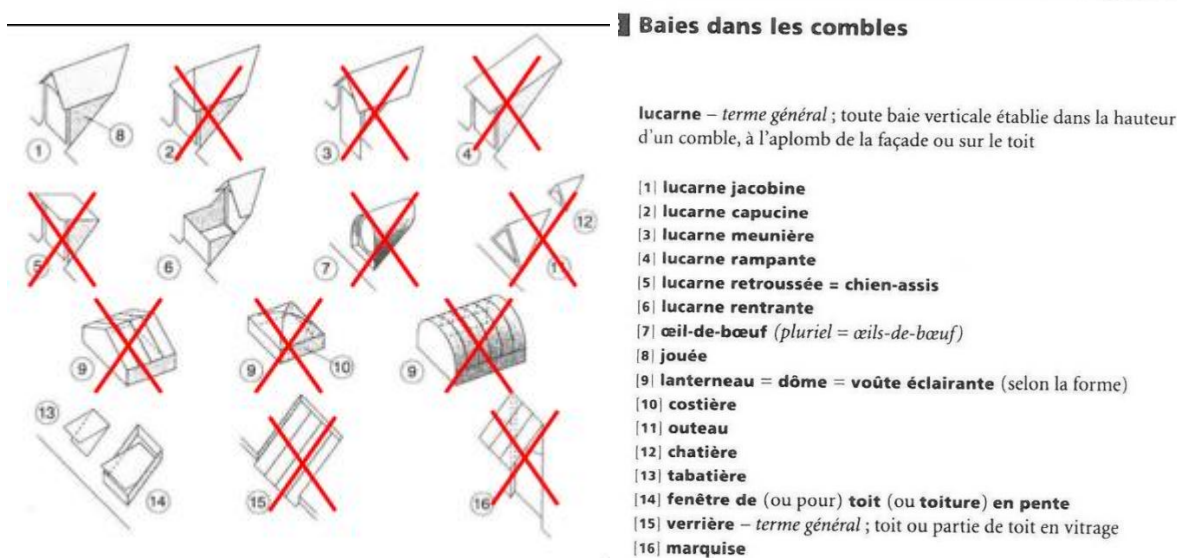 1
8
2
3
4
5
6
7
11
12
9
9
10
9
13
14
15
16
Baies dans les combles
lucarne – terme général ; toute baie verticale établie dans la hauteur
d'un comble, à l'aplomb de la façade ou sur le toit
[1] lucarne jacobine
[2] lucarne capucine
[3] lucarne meunière
[4] lucarne rampante
[5] lucarne retroussée = chien-assis
[6] lucarne rentrante
[7] œil-de-bœuf (pluriel = œils-de-bœuf)
[8] jouée
[9] lanterneau = dôme = voûte éclairante (selon la forme)
[10] costière
[11] outeau
[12] chatière
[13] tabatière
[14] fenêtre de (ou pour) toit (ou toiture) en pente
[15] verrière – terme général ; toit ou partie de toit en vitrage
[16] marquise